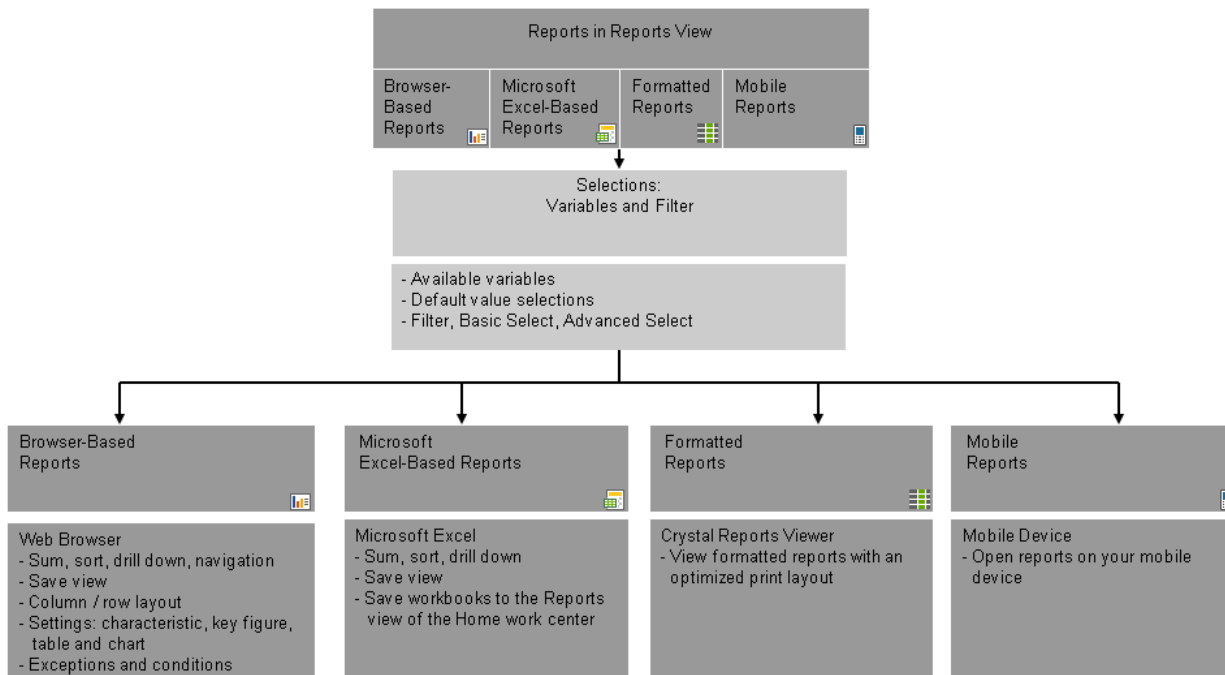 Reports in Reports View
Browser-
Based
Reports
Microsoft
Excel-Based
Reports
Formatted
Reports
Mobile
Reports
Selections:
Variables and Filter
- Available variables
- Default value selections
- Filter, Basic Select, Advanced Select
Browser-Based
Reports
Microsoft
Excel-Based Reports
Formatted
Reports
Mobile
Reports
Web Browser
- Sum, sort, drill down, navigation
- Save view
- Column / row layout
- Settings: characteristic, key figure,
table and chart
- Exceptions and conditions
Microsoft Excel
- Sum, sort, drill down
- Save view
- Save workbooks to the Reports
view of the Home work center
Crystal Reports Viewer
- View formatted reports with an
optimized print layout
Mobile Device
- Open reports on your mobile
device